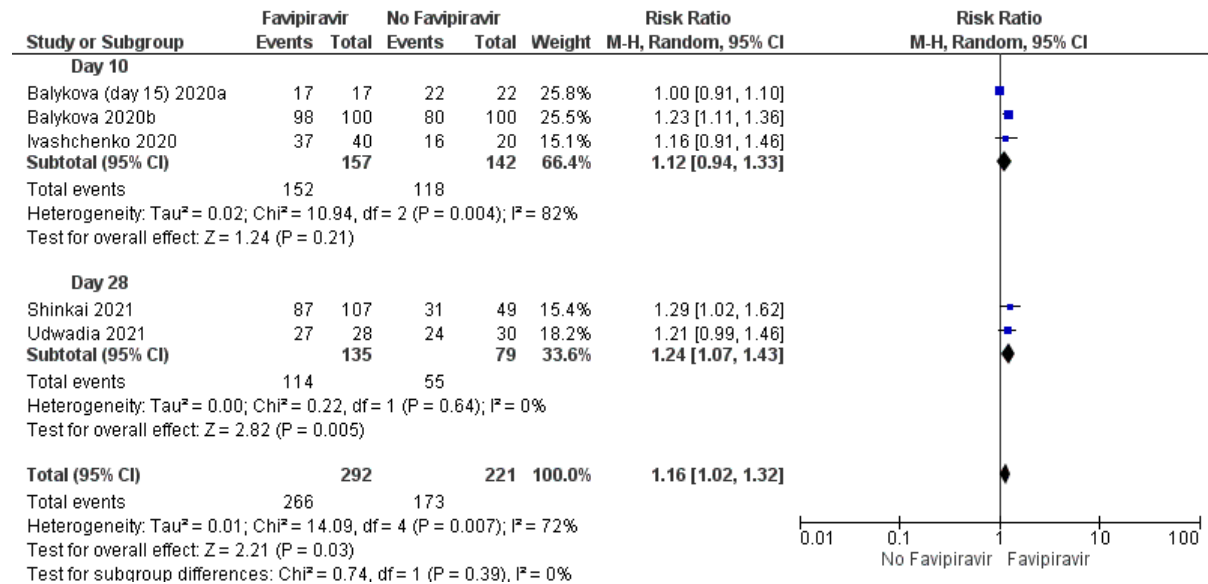 Favipiravir No Favipiravir Risk Ratio Risk Ratio
Study or Subgroup Events Total Events Total Weight M-H, Random, 95% CI M-H, Random, 95% CI
Day 10
Balykova (day 15) 2020a 17 17 22 22 25.8% 1.00 [0.91, 1.10]
Balykova 2020b 98 100 80 100 25.5% 1.23 [1.11, 1.36]
Ivashchenko 2020 37 40 16 20 15.1% 1.16 [0.91, 1.46]
Subtotal (95% CI) 157 142 66.4% 1.12 [0.94, 1.33]
Total events 152 118
Heterogeneity: Tau² = 0.02; Chi² = 10.94, df = 2 (P = 0.004); I² = 82%
Test for overall effect: Z = 1.24 (P = 0.21)
Day 28
Shinkai 2021 87 107 31 49 15.4% 1.29 [1.02, 1.62]
Udwadia 2021 27 28 24 30 18.2% 1.21 [0.99, 1.46]
Subtotal (95% CI) 135 79 33.6% 1.24 [1.07, 1.43]
Total events 114 55
Heterogeneity: Tau² = 0.00; Chi² = 0.22, df = 1 (P = 0.64); I² = 0%
Test for overall effect: Z = 2.82 (P = 0.005)
Total (95% CI) 292 221 100.0% 1.16 [1.02, 1.32]
Total events 266 173
Heterogeneity: Tau² = 0.01; Chi² = 14.09, df = 4 (P = 0.007); I² = 72%
Test for overall effect: Z = 2.21 (P = 0.03)
Test for subgroup differences: Chi² = 0.74, df = 1 (P = 0.39), I² = 0%
0.01 0.1 1 10 100
No Favipiravir Favipiravir